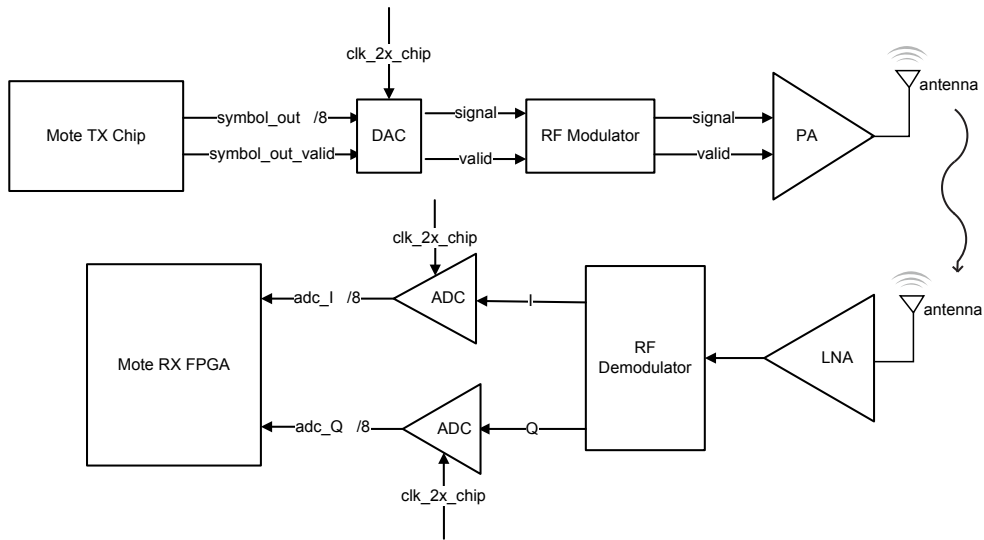 clk_2x_chip
antenna
Mote TX Chip
symbol_out /8
symbol_out_valid
DAC
signal
valid
RF Modulator
signal
valid
PA
clk_2x_chip
Mote RX FPGA
adc_I /8
ADC
I
RF
Demodulator
LNA
antenna
adc_Q /8
ADC
Q
clk_2x_chip